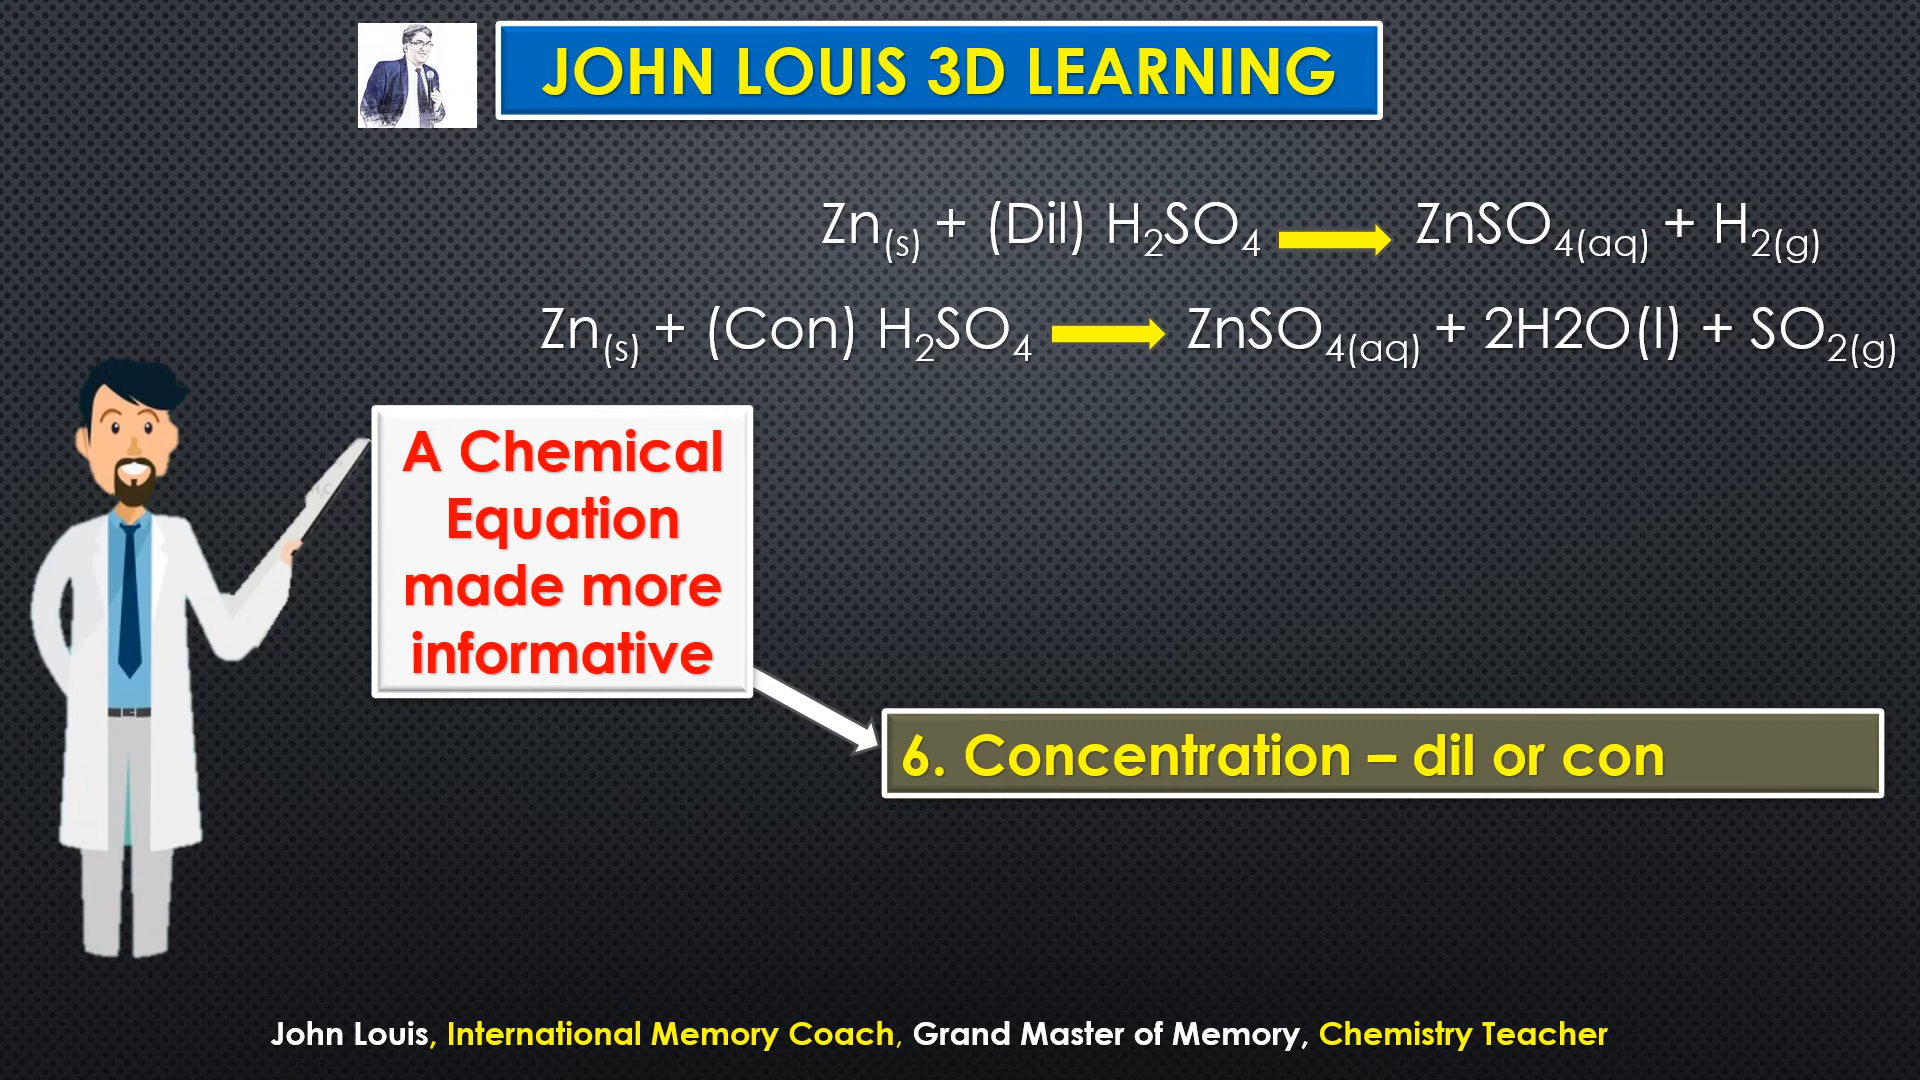 JOHN LOUIS 3D LEARNING
Zn(s) + (Dil) H2SO4 → ZnSO4(aq) + H2(g)
Zn(s) + (Con) H2SO4 → ZnSO4(aq) + 2H2O(l) + SO2(g)
A Chemical
Equation
made more
informative
6. Concentration – dil or con
John Louis, International Memory Coach, Grand Master of Memory, Chemistry Teacher